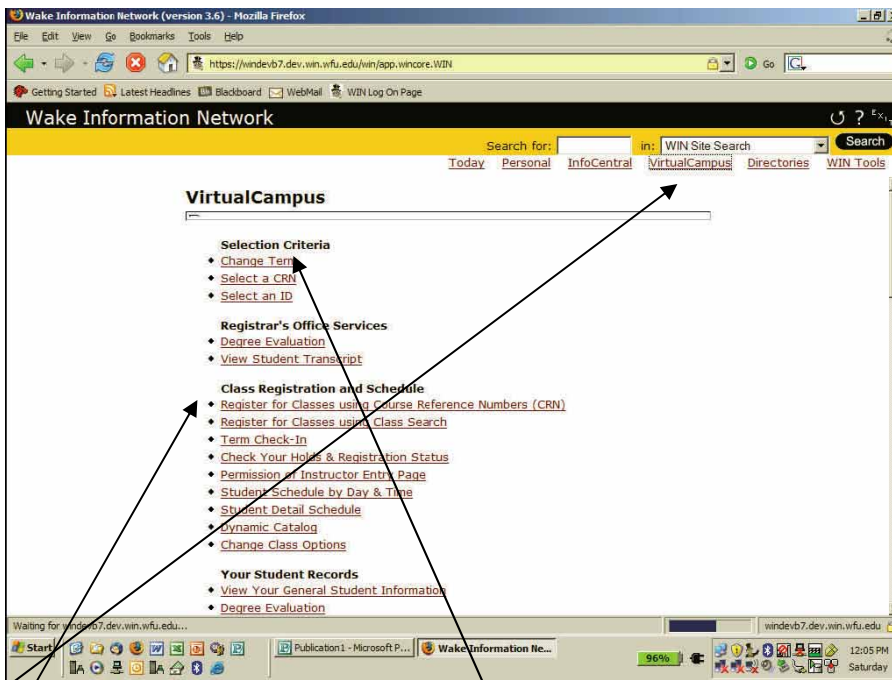 Wake Information Network (version 3.6) - Mozilla Firefox
File Edit View Go Bookmarks Tools Help
https://windevb7.dev.win.wfu.edu/win/app.wincore.WIN
Go
Getting Started Latest Headlines Blackboard WebMail WIN Log On Page
Wake Information Network
Search for: in: WIN Site Search Search
Today Personal InfoCentral VirtualCampus Directories WIN Tools
VirtualCampus
Selection Criteria
Change Term
Select a CRN
Select an ID
Registrar's Office Services
Degree Evaluation
View Student Transcript
Class Registration and Schedule
Register for Classes using Course Reference Numbers (CRN)
Register for Classes using Class Search
Term Check-In
Check Your Holds & Registration Status
Permission of Instructor Entry Page
Student Schedule by Day & Time
Student Detail Schedule
Dynamic Catalog
Change Class Options
Your Student Records
View Your General Student Information
Degree Evaluation
Waiting for windevb7.dev.win.wfu.edu... windevb7.dev.win.wfu.edu
Start Publication1 - Microsoft P... Wake Information Ne... 96% 12:05 PM
Saturday